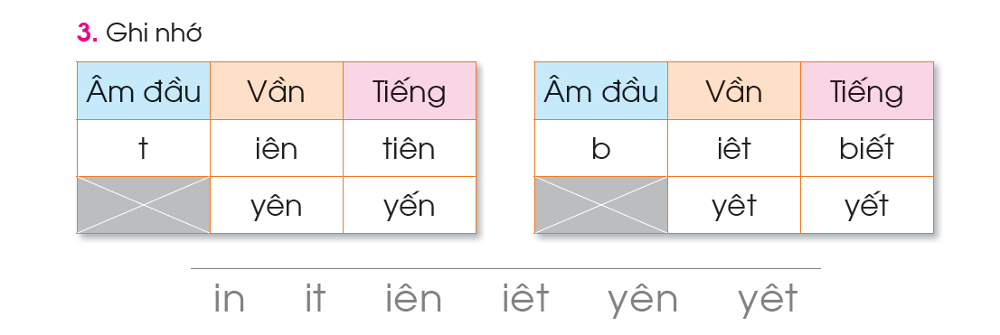 3. Ghi nhớ
Âm đầu Vần Tiếng
t iên tiên
yên yến
Âm đầu Vần Tiếng
b iêt biết
yêt yết
in it iên iêt yên yêt